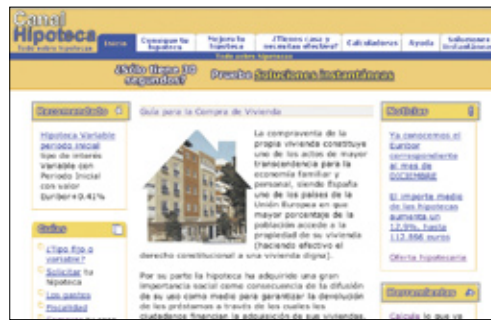 Canal
Hipoteca
Todo sobre hipotecas
Inicio
Consigue tu
hipoteca
Mejora tu
hipoteca
¿Tienes casa y
necesitas efectivo?
Calculadoras
Ayuda
Soluciones
Instantáneas
Todo sobre hipotecas
¿Sólo tiene 30
segundos?
Pruebe Soluciones instantáneas
Recomendado
Hipoteca Variable
periodo inicial
tipo de interés
Variable con
Periodo Inicial
con valor
Euribor+0.41%
Guías
¿Tipo fijo o
variable?
Solicitar tu
hipoteca
Los gastos
Fiscalidad
Guía para la Compra de Vivienda
La compraventa de la
propia vivienda constituye
uno de los actos de mayor
transcendencia para la
economía familiar y
personal, siendo España
uno de los países de la
Unión Europea en que
mayor porcentaje de la
población accede a la
propiedad de su vivienda
(haciendo efectivo el
derecho constitucional a una vivienda digna).
Por su parte la hipoteca ha adquirido una gran
importancia social como consecuencia de la difusión
de su uso como medio para garantizar la devolución
de los préstamos a través de los cuales los
ciudadanos financian la adquisición de sus viviendas.
Noticias
Ya conocemos el
Euribor
correspondiente
al mes de
DICIEMBRE
El importe medio
de las hipotecas
aumenta un
12,9%, hasta
112.866 euros
Oferta hipotecaria
Herramientas
Calcula lo que va